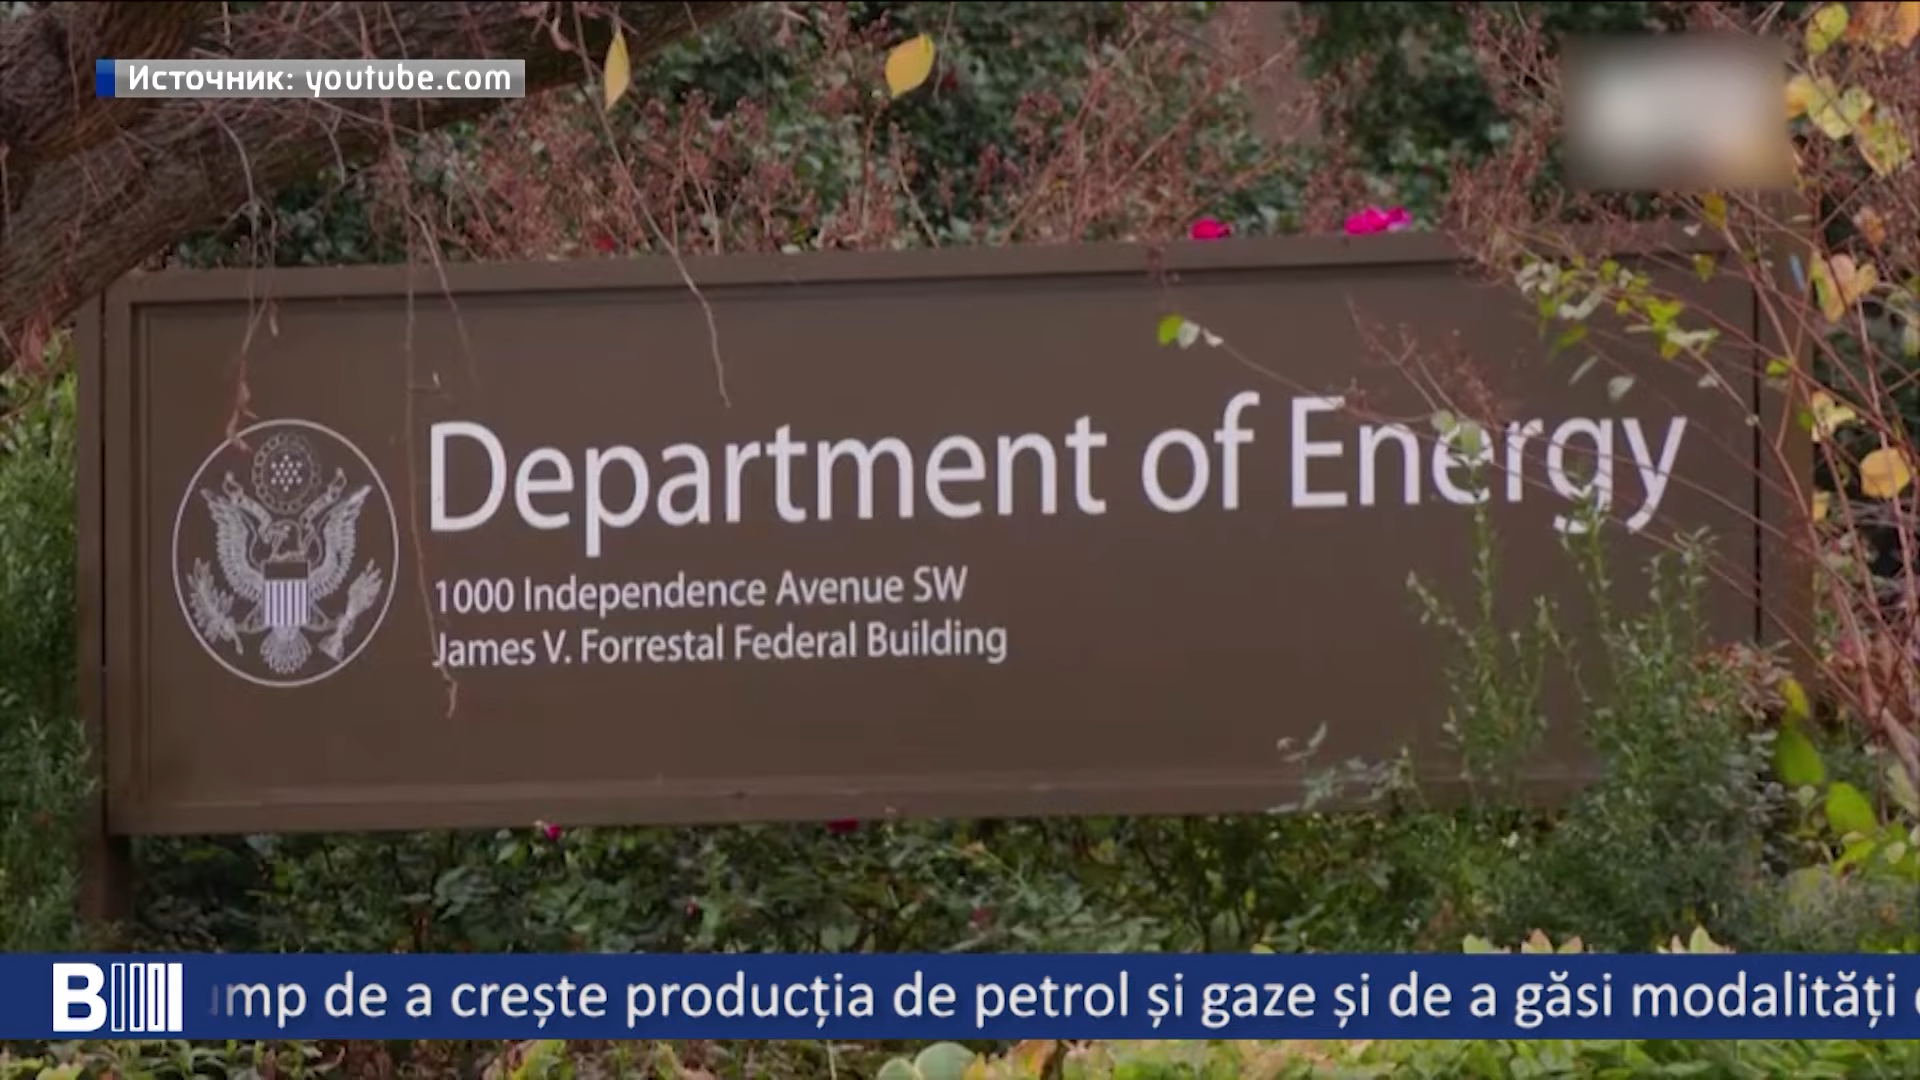 Источник: youtube.com
Department of Energy
1000 Independence Avenue SW
James V. Forrestal Federal Building
B de a crește producția de petrol și gaze și de a găsi modalități